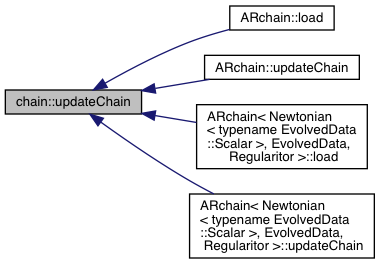 ARchain::load
ARchain::updateChain
chain::updateChain
ARchain< Newtonian
< typename EvolvedData
::Scalar >, EvolvedData,
Regularitor >::load
ARchain< Newtonian
< typename EvolvedData
::Scalar >, EvolvedData,
Regularitor >::updateChain